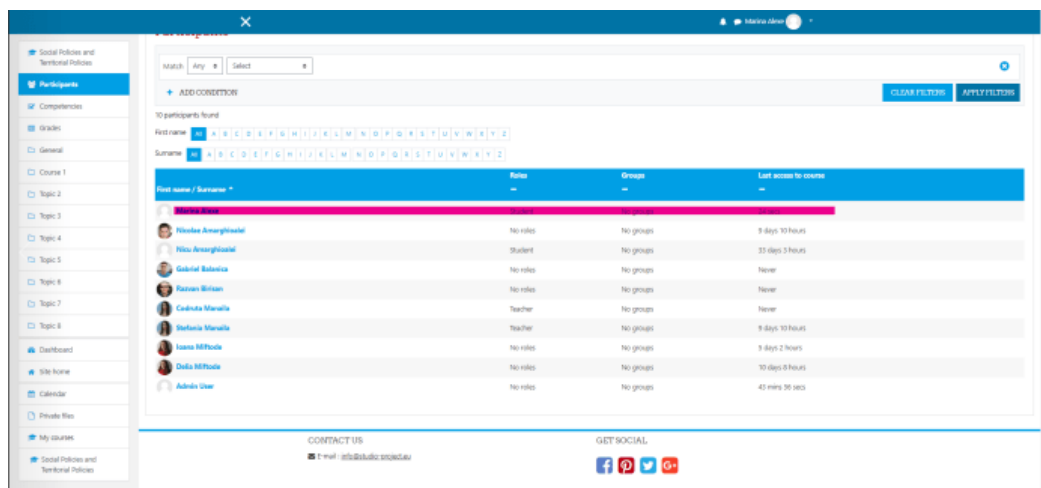 Marina Aleve
Participants
Social Policies and
Territorial Policies
Participants
Competencies
Grades
General
Course 1
Topic 2
Topic 3
Topic 4
Topic 5
Topic 6
Topic 7
Topic 8
Dashboard
Site home
Calendar
Private files
My courses
Social Policies and
Territorial Policies
Match Any Select
+ ADD CONDITION
CLEAR FILTERS APPLY FILTERS
10 participants found
First name All A B C D E F G H I J K L M N O P Q R S T U V W X Y Z
Surname All A B C D E F G H I J K L M N O P Q R S T U V W X Y Z
First name / Surname Roles Groups Last access to course
Marina Aleve Student No groups 24 secs
Nicolae Amarghioalei No roles No groups 9 days 10 hours
Nicu Amarghioalei Student No groups 33 days 3 hours
Gabriel Balanica No roles No groups Never
Razvan Birisan No roles No groups Never
Codruta Manaila Teacher No groups Never
Stefania Manaila Teacher No groups 9 days 10 hours
Ioana Miftode No roles No groups 5 days 2 hours
Delia Miftode No roles No groups 10 days 8 hours
Admin User No roles No groups 43 mins 36 secs
CONTACT US
E-mail : info@studio-project.eu
GET SOCIAL